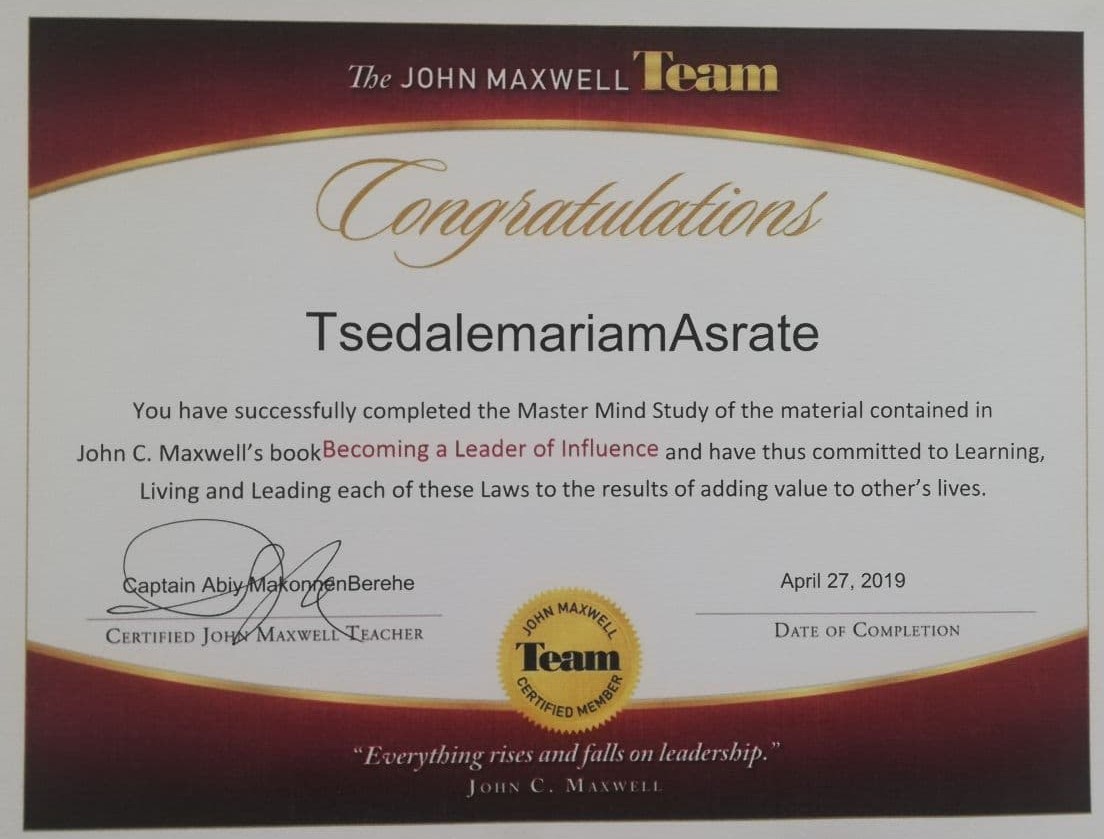 The JOHN MAXWELL Team
Congratulations
TsedalemariamAsrate
You have successfully completed the Master Mind Study of the material contained in
John C. Maxwell's bookBecoming a Leader of Influence and have thus committed to Learning,
Living and Leading each of these Laws to the results of adding value to other's lives.
Captain Abiy MakonnenBerehe
CERTIFIED JOHN MAXWELL TEACHER
April 27, 2019
DATE OF COMPLETION
JOHN MAXWELL
Team
CERTIFIED MEMBER
“Everything rises and falls on leadership.”
JOHN C. MAXWELL